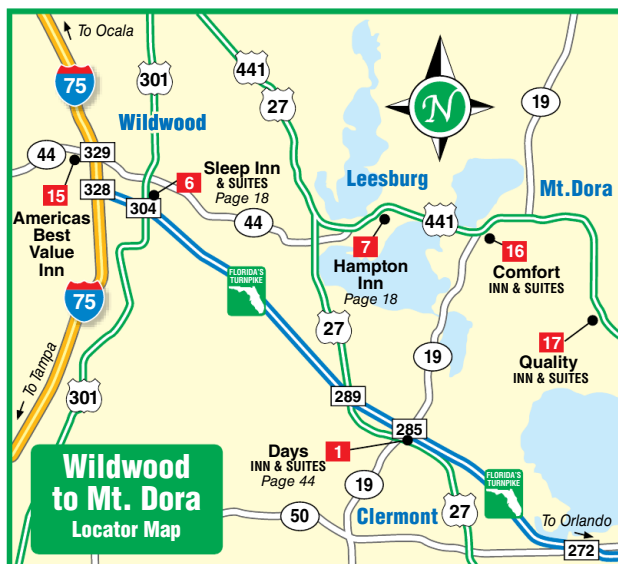 To Ocala
75
301
441
27
19
N
Wildwood
44
329
328
15
Americas
Best
Value
Inn
304
6
Sleep Inn
& SUITES
Page 18
44
Leesburg
Mt.Dora
441
7
Hampton
Inn
Page 18
16
Comfort
INN & SUITES
75
FLORIDA'S
TURNPIKE
27
19
17
Quality
INN & SUITES
To Tampa
301
289
285
Days
INN & SUITES
Page 44
1
Wildwood
to Mt. Dora
Locator Map
19
50
Clermont
27
FLORIDA'S
TURNPIKE
To Orlando
272